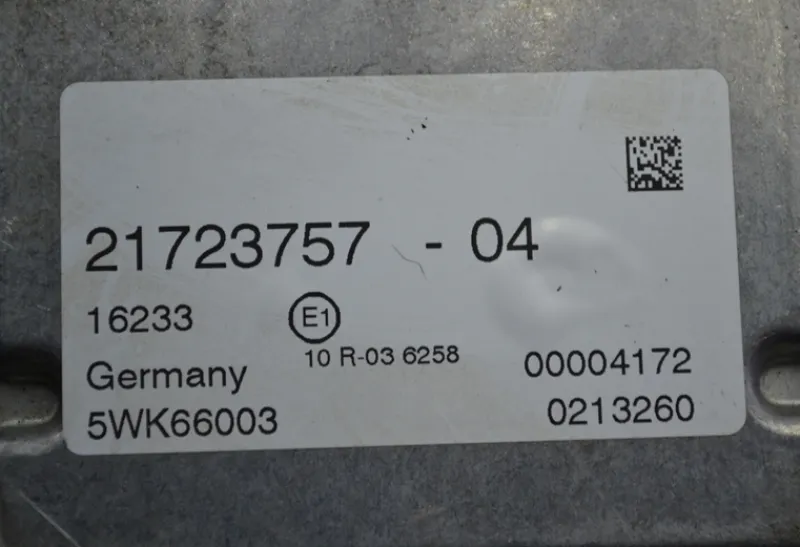 21723757 - 04
16233 E1
10 R-03 6258
Germany 00004172
5WK66003 0213260